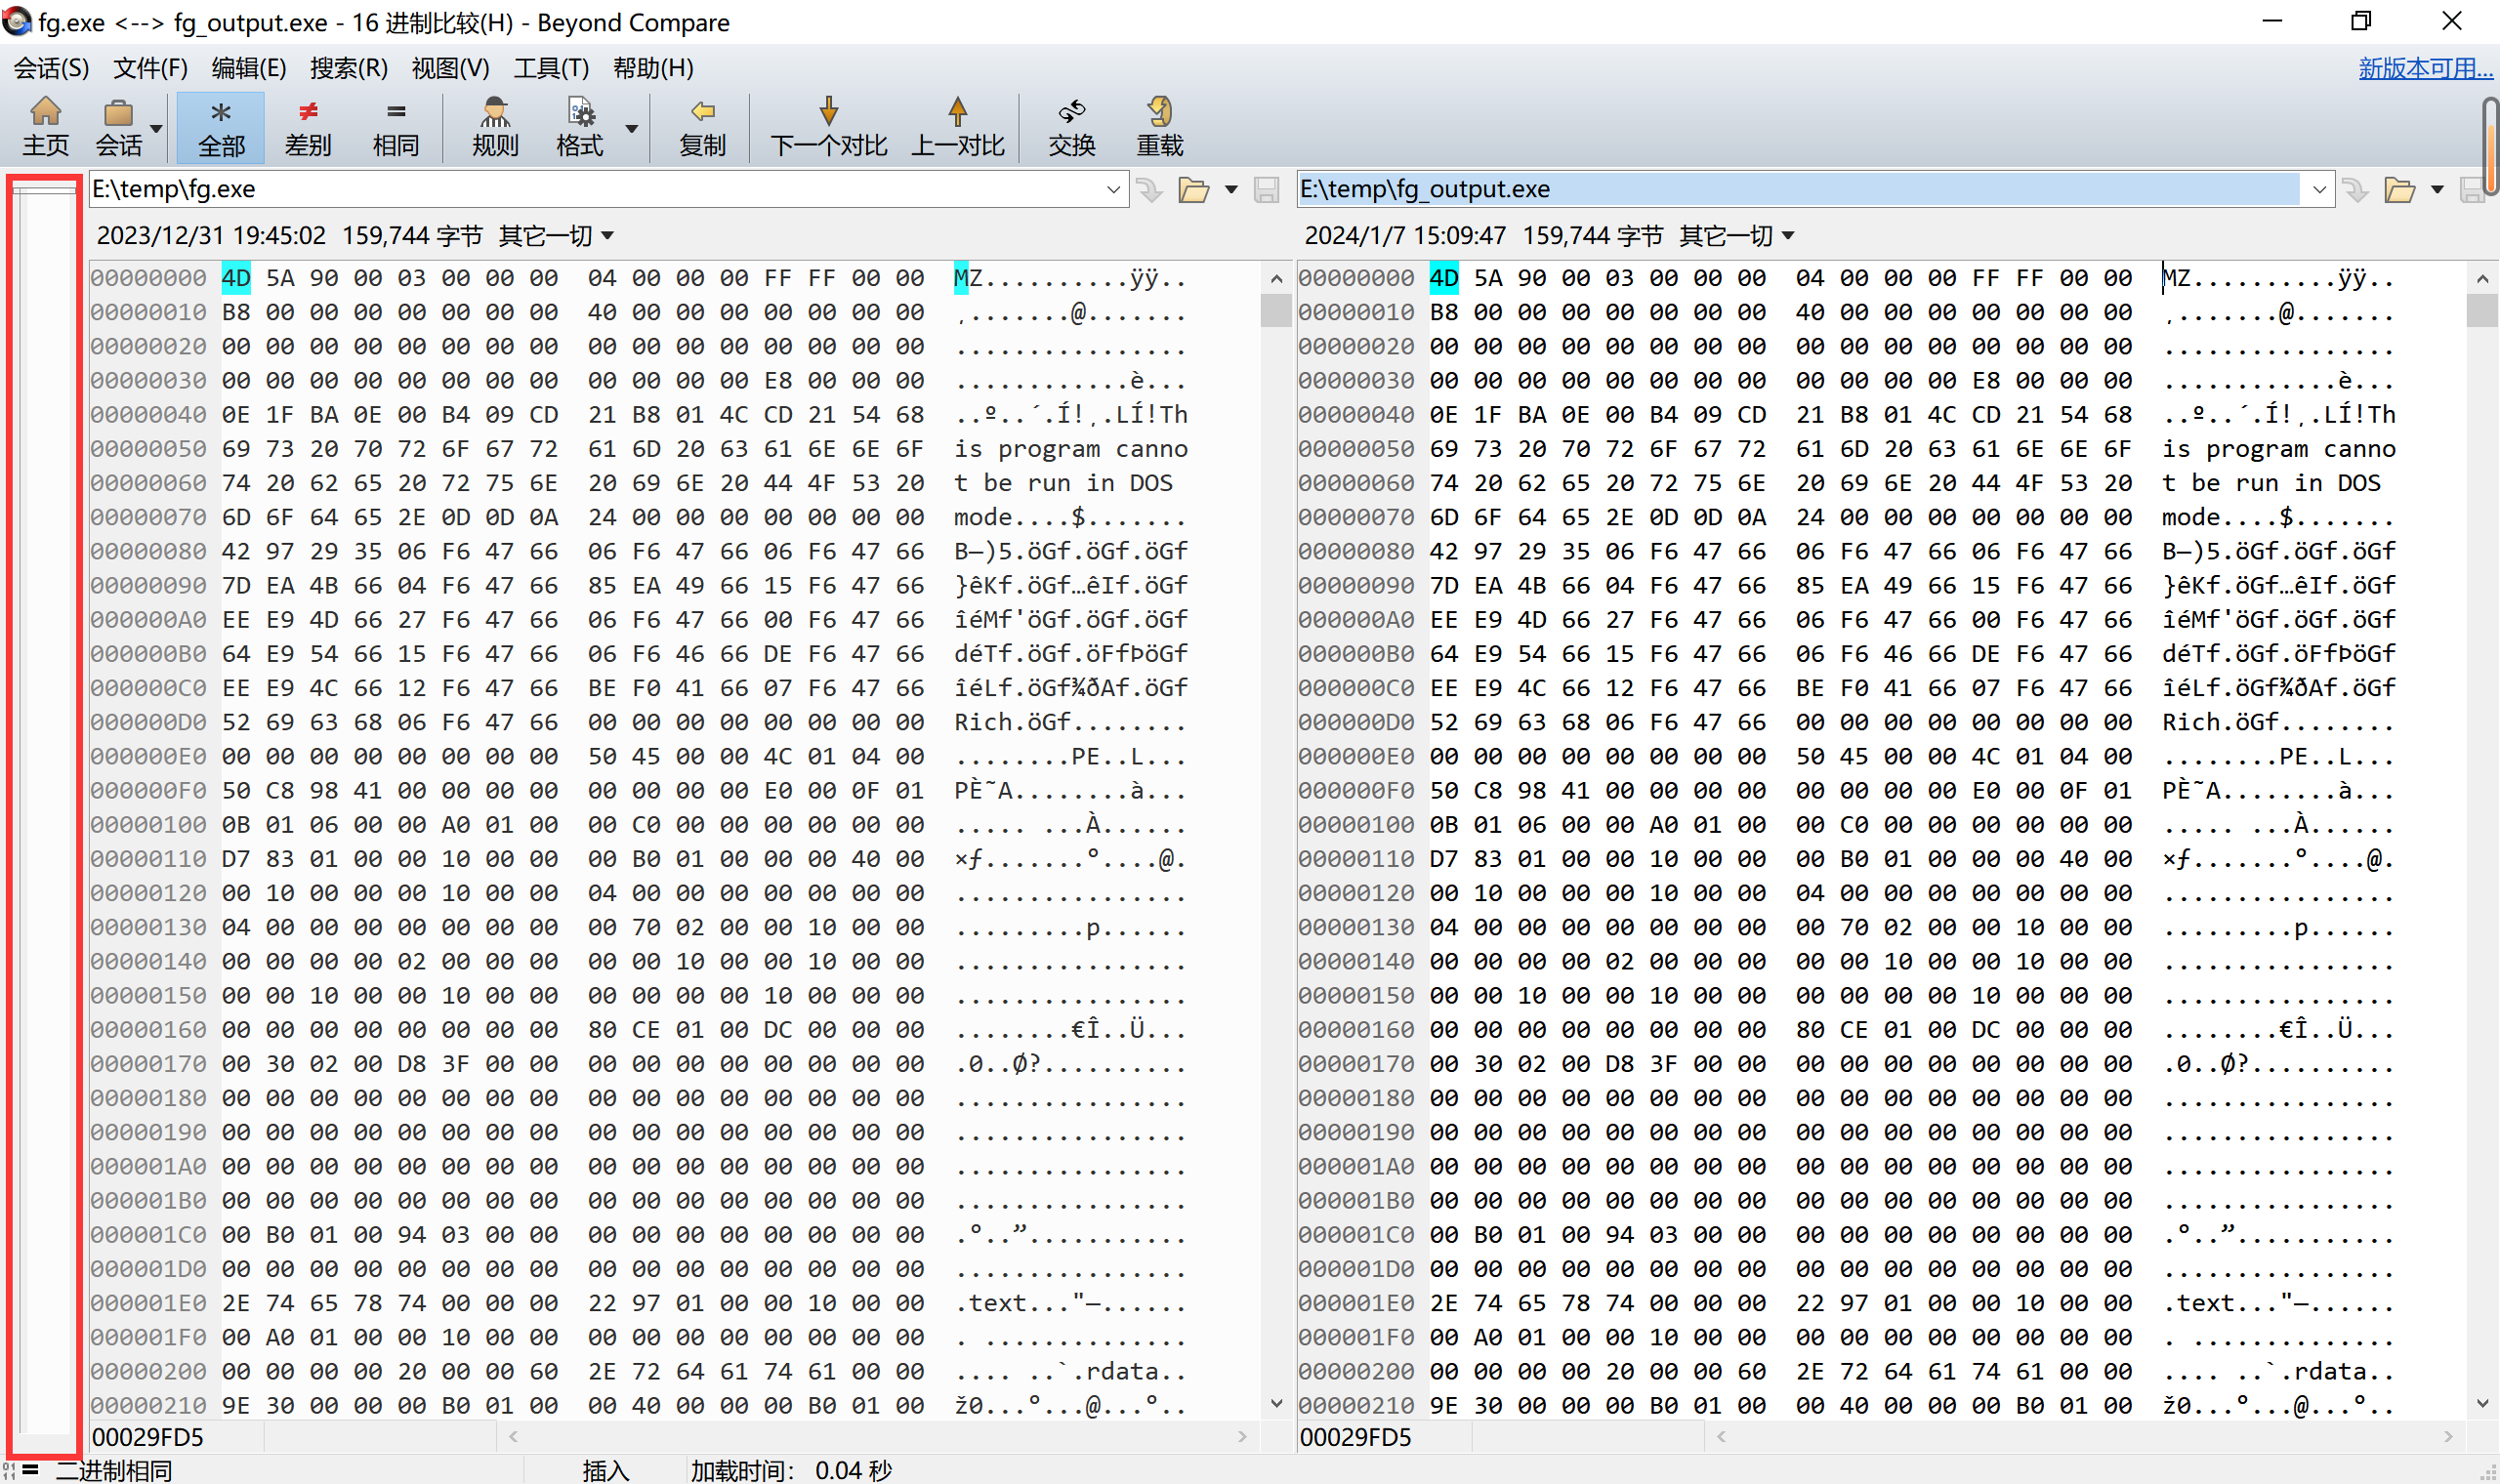 fg.exe <--> fg_output.exe - 16 进制比较(H) - Beyond Compare
会话(S) 文件(F) 编辑(E) 搜索(R) 视图(V) 工具(T) 帮助(H) 新版本可用...
主页 会话 全部 差别 相同 规则 格式 复制 下一个对比 上一对比 交换 重载
E:\temp\fg.exe E:\temp\fg_output.exe
2023/12/31 19:45:02 159,744 字节 其它一切 2024/1/7 15:09:47 159,744 字节 其它一切
00000000 4D 5A 90 00 03 00 00 00 04 00 00 00 FF FF 00 00 MZ..........ÿÿ.. 00000000 4D 5A 90 00 03 00 00 00 04 00 00 00 FF FF 00 00 MZ..........ÿÿ..
00000010 B8 00 00 00 00 00 00 00 40 00 00 00 00 00 00 00 ¸.......@....... 00000010 B8 00 00 00 00 00 00 00 40 00 00 00 00 00 00 00 ¸.......@.......
00000020 00 00 00 00 00 00 00 00 00 00 00 00 00 00 00 00 ................ 00000020 00 00 00 00 00 00 00 00 00 00 00 00 00 00 00 00 ................
00000030 00 00 00 00 00 00 00 00 00 00 00 00 E8 00 00 00 ............è... 00000030 00 00 00 00 00 00 00 00 00 00 00 00 E8 00 00 00 ............è...
00000040 0E 1F BA 0E 00 B4 09 CD 21 B8 01 4C CD 21 54 68 ..º..´.Í!¸.LÍ!Th 00000040 0E 1F BA 0E 00 B4 09 CD 21 B8 01 4C CD 21 54 68 ..º..´.Í!¸.LÍ!Th
00000050 69 73 20 70 72 6F 67 72 61 6D 20 63 61 6E 6E 6F is program canno 00000050 69 73 20 70 72 6F 67 72 61 6D 20 63 61 6E 6E 6F is program canno
00000060 74 20 62 65 20 72 75 6E 20 69 6E 20 44 4F 53 20 t be run in DOS 00000060 74 20 62 65 20 72 75 6E 20 69 6E 20 44 4F 53 20 t be run in DOS
00000070 6D 6F 64 65 2E 0D 0D 0A 24 00 00 00 00 00 00 00 mode....$....... 00000070 6D 6F 64 65 2E 0D 0D 0A 24 00 00 00 00 00 00 00 mode....$.......
00000080 42 97 29 35 06 F6 47 66 06 F6 47 66 06 F6 47 66 B—)5.öGf.öGf.öGf 00000080 42 97 29 35 06 F6 47 66 06 F6 47 66 06 F6 47 66 B—)5.öGf.öGf.öGf
00000090 7D EA 4B 66 04 F6 47 66 85 EA 49 66 15 F6 47 66 }êKf.öGf…êIf.öGf 00000090 7D EA 4B 66 04 F6 47 66 85 EA 49 66 15 F6 47 66 }êKf.öGf…êIf.öGf
000000A0 EE E9 4D 66 27 F6 47 66 06 F6 47 66 00 F6 47 66 îéMf'öGf.öGf.öGf 000000A0 EE E9 4D 66 27 F6 47 66 06 F6 47 66 00 F6 47 66 îéMf'öGf.öGf.öGf
000000B0 64 E9 54 66 15 F6 47 66 06 F6 46 66 DE F6 47 66 déTf.öGf.öFfÞöGf 000000B0 64 E9 54 66 15 F6 47 66 06 F6 46 66 DE F6 47 66 déTf.öGf.öFfÞöGf
000000C0 EE E9 4C 66 12 F6 47 66 BE F0 41 66 07 F6 47 66 îéLf.öGf¾ðAf.öGf 000000C0 EE E9 4C 66 12 F6 47 66 BE F0 41 66 07 F6 47 66 îéLf.öGf¾ðAf.öGf
000000D0 52 69 63 68 06 F6 47 66 00 00 00 00 00 00 00 00 Rich.öGf........ 000000D0 52 69 63 68 06 F6 47 66 00 00 00 00 00 00 00 00 Rich.öGf........
000000E0 00 00 00 00 00 00 00 00 50 45 00 00 4C 01 04 00 ........PE..L... 000000E0 00 00 00 00 00 00 00 00 50 45 00 00 4C 01 04 00 ........PE..L...
000000F0 50 C8 98 41 00 00 00 00 00 00 00 00 E0 00 0F 01 PÈ˜A........à... 000000F0 50 C8 98 41 00 00 00 00 00 00 00 00 E0 00 0F 01 PÈ˜A........à...
00000100 0B 01 06 00 00 A0 01 00 00 C0 00 00 00 00 00 00 ..... ...À...... 00000100 0B 01 06 00 00 A0 01 00 00 C0 00 00 00 00 00 00 ..... ...À......
00000110 D7 83 01 00 00 10 00 00 00 B0 01 00 00 00 40 00 ×ƒ.......°....@. 00000110 D7 83 01 00 00 10 00 00 00 B0 01 00 00 00 40 00 ×ƒ.......°....@.
00000120 00 10 00 00 00 10 00 00 04 00 00 00 00 00 00 00 ................ 00000120 00 10 00 00 00 10 00 00 04 00 00 00 00 00 00 00 ................
00000130 04 00 00 00 00 00 00 00 00 70 02 00 00 10 00 00 .........p...... 00000130 04 00 00 00 00 00 00 00 00 70 02 00 00 10 00 00 .........p......
00000140 00 00 00 00 02 00 00 00 00 00 10 00 00 10 00 00 ................ 00000140 00 00 00 00 02 00 00 00 00 00 10 00 00 10 00 00 ................
00000150 00 00 10 00 00 10 00 00 00 00 00 00 10 00 00 00 ................ 00000150 00 00 10 00 00 10 00 00 00 00 00 00 10 00 00 00 ................
00000160 00 00 00 00 00 00 00 00 80 CE 01 00 DC 00 00 00 ........€Î..Ü... 00000160 00 00 00 00 00 00 00 00 80 CE 01 00 DC 00 00 00 ........€Î..Ü...
00000170 00 30 02 00 D8 3F 00 00 00 00 00 00 00 00 00 00 .0..Ø?.......... 00000170 00 30 02 00 D8 3F 00 00 00 00 00 00 00 00 00 00 .0..Ø?..........
00000180 00 00 00 00 00 00 00 00 00 00 00 00 00 00 00 00 ................ 00000180 00 00 00 00 00 00 00 00 00 00 00 00 00 00 00 00 ................
00000190 00 00 00 00 00 00 00 00 00 00 00 00 00 00 00 00 ................ 00000190 00 00 00 00 00 00 00 00 00 00 00 00 00 00 00 00 ................
000001A0 00 00 00 00 00 00 00 00 00 00 00 00 00 00 00 00 ................ 000001A0 00 00 00 00 00 00 00 00 00 00 00 00 00 00 00 00 ................
000001B0 00 00 00 00 00 00 00 00 00 00 00 00 00 00 00 00 ................ 000001B0 00 00 00 00 00 00 00 00 00 00 00 00 00 00 00 00 ................
000001C0 00 B0 01 00 94 03 00 00 00 00 00 00 00 00 00 00 .°..”........... 000001C0 00 B0 01 00 94 03 00 00 00 00 00 00 00 00 00 00 .°..”...........
000001D0 00 00 00 00 00 00 00 00 00 00 00 00 00 00 00 00 ................ 000001D0 00 00 00 00 00 00 00 00 00 00 00 00 00 00 00 00 ................
000001E0 2E 74 65 78 74 00 00 00 22 97 01 00 00 10 00 00 .text..."—...... 000001E0 2E 74 65 78 74 00 00 00 22 97 01 00 00 10 00 00 .text..."—......
000001F0 00 A0 01 00 00 10 00 00 00 00 00 00 00 00 00 00 . .............. 000001F0 00 A0 01 00 00 10 00 00 00 00 00 00 00 00 00 00 . ..............
00000200 00 00 00 00 20 00 00 60 2E 72 64 61 74 61 00 00 .... ..`.rdata.. 00000200 00 00 00 00 20 00 00 60 2E 72 64 61 74 61 00 00 .... ..`.rdata..
00000210 9E 30 00 00 00 B0 01 00 00 40 00 00 00 B0 01 00 ž0...°...@...°.. 00000210 9E 30 00 00 00 B0 01 00 00 40 00 00 00 B0 01 00 ž0...°...@...°..
00029FD5 00029FD5
二进制相同 插入 加载时间: 0.04 秒